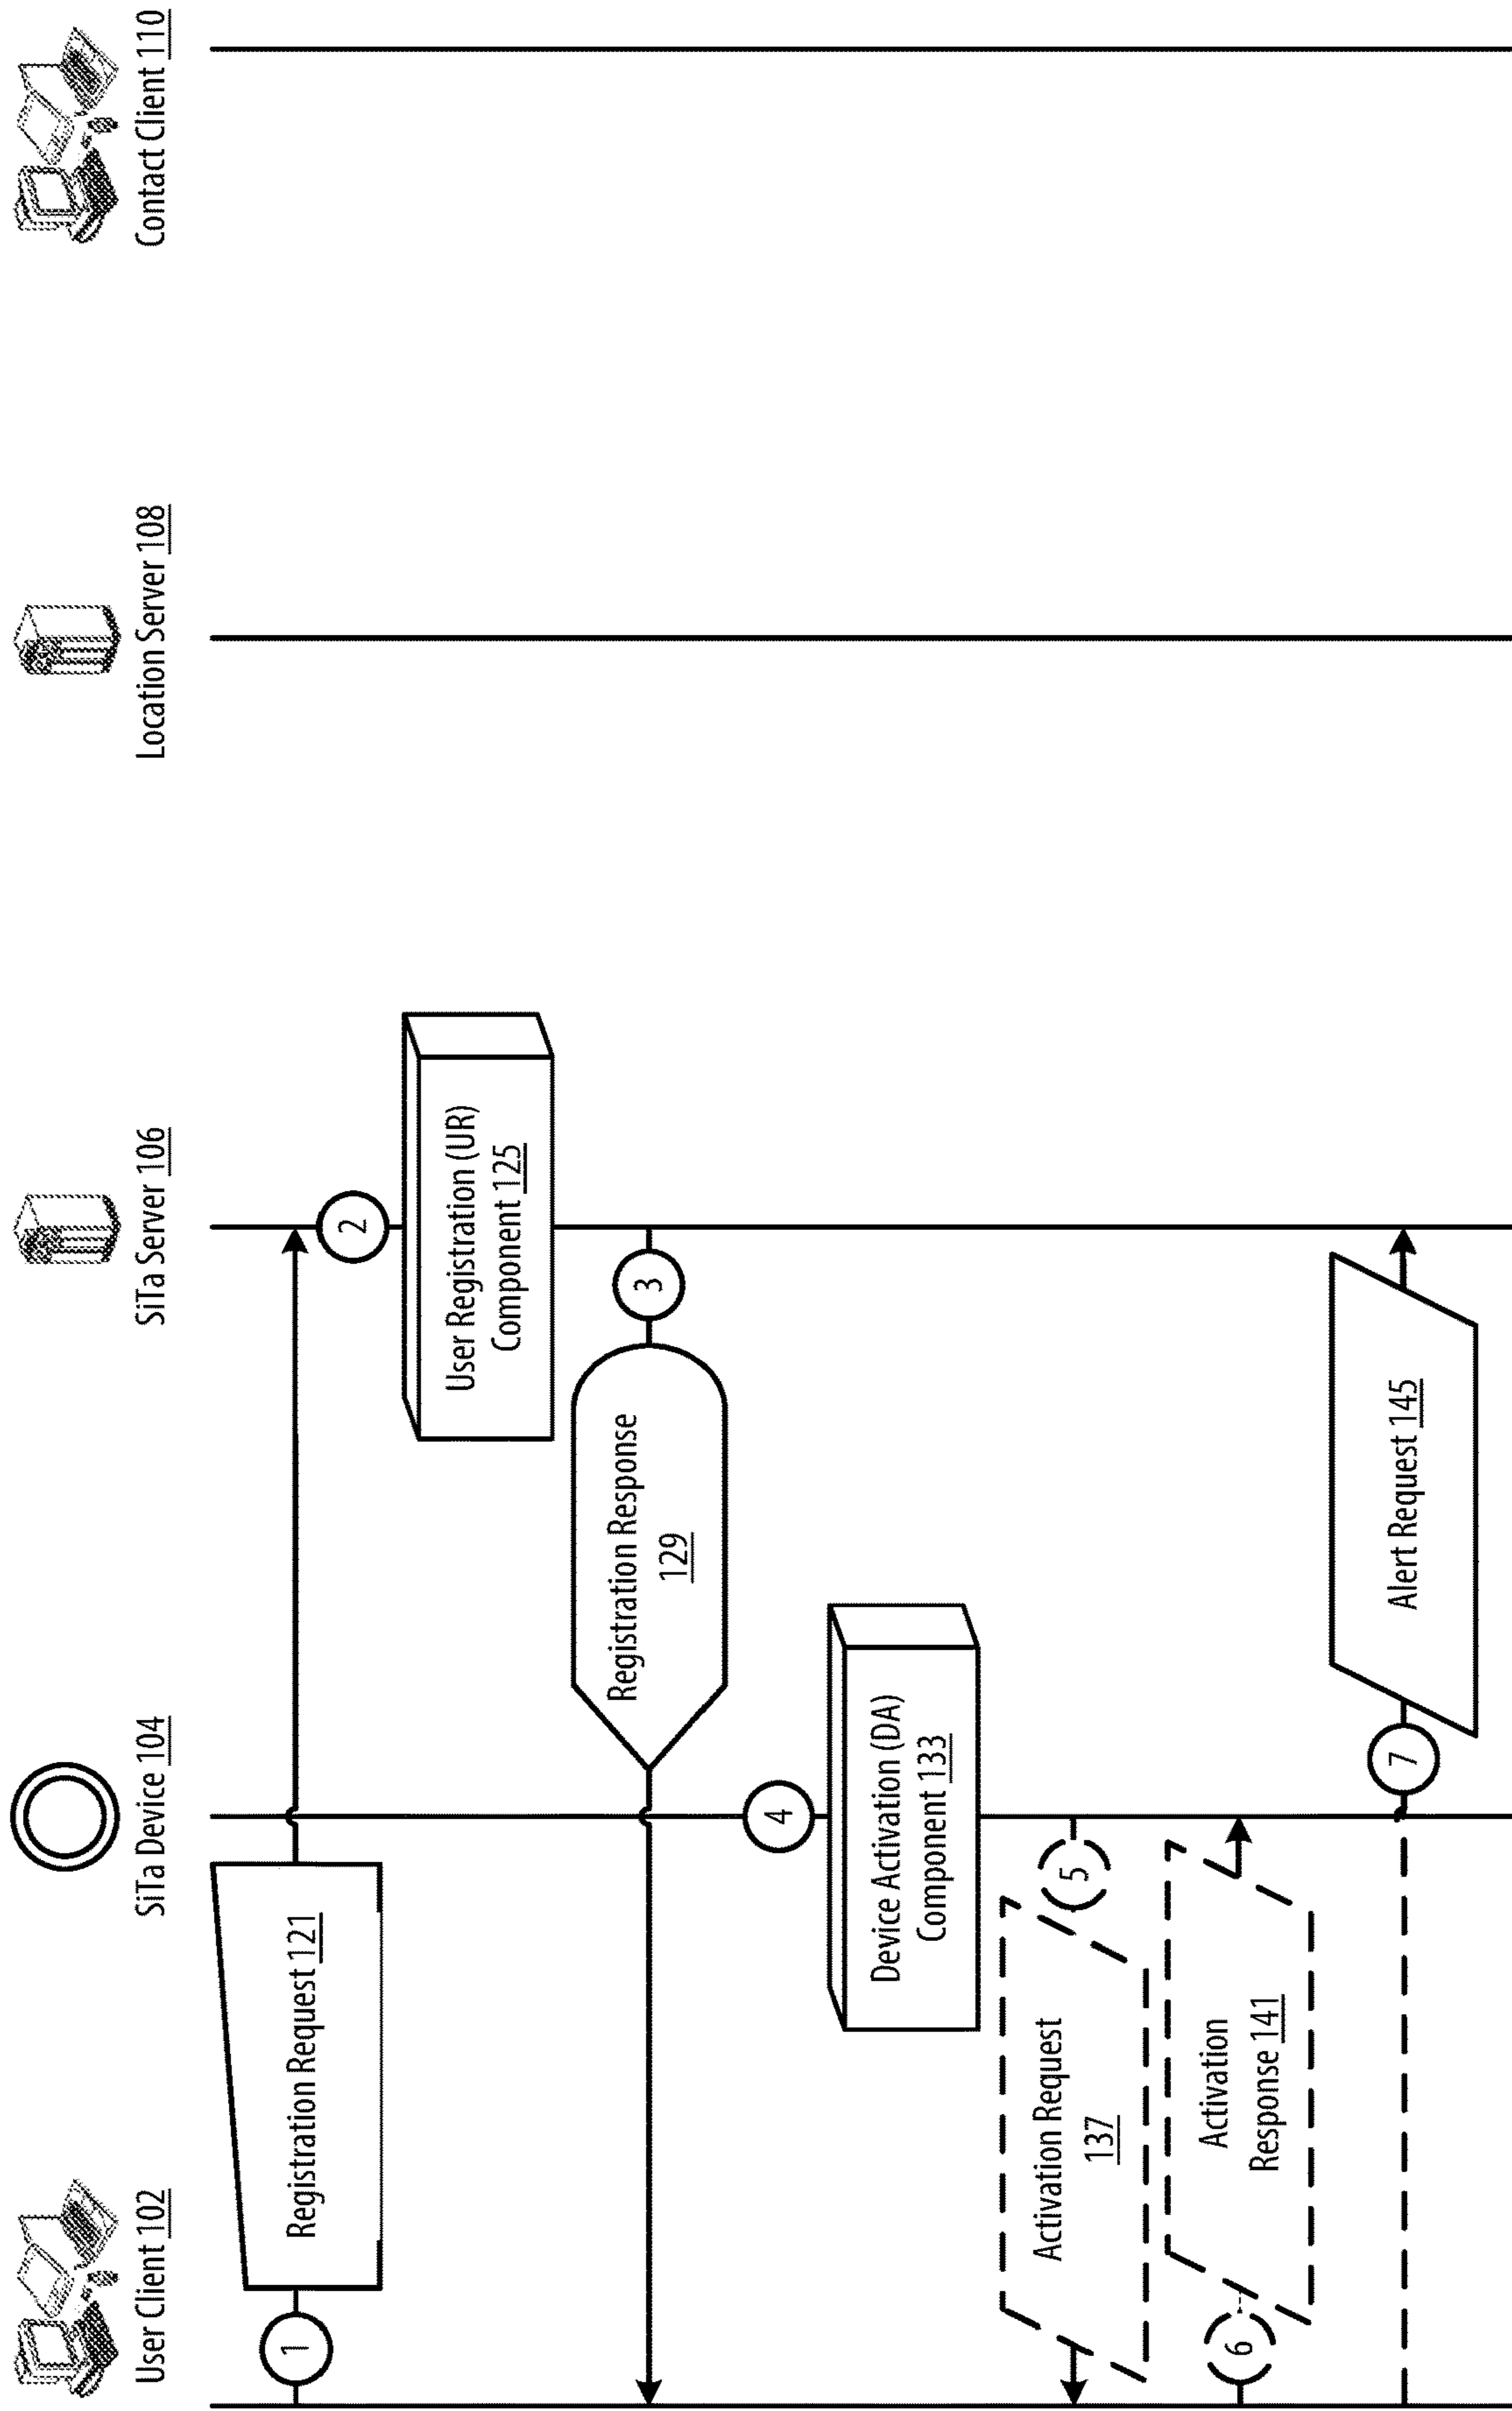 User Client 102
SiTa Device 104
SiTa Server 106
Location Server 108
Contact Client 110
1
Registration Request 121
2
User Registration (UR)
Component 125
3
Registration Response
129
4
Device Activation (DA)
Component 133
5
Activation Request
137
6
Activation
Response 141
7
Alert Request 145